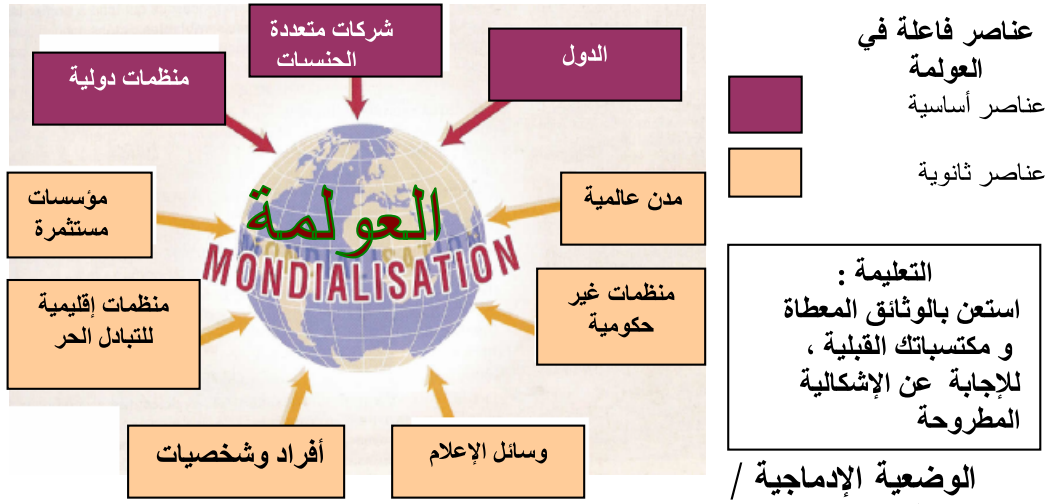 عناصر فاعلة في
العولمة
عناصر أساسية
عناصر ثانوية
شركات متعددة
الجنسيات
الدول
منظمات دولية
مؤسسات
مستثمرة
مدن عالمية
العولمة
MONDIALISATION
منظمات إقليمية
للتبادل الحر
منظمات غير
حكومية
أفراد وشخصيات
وسائل الإعلام
التعليمة :
استعن بالوثائق المعطاة
و مكتسباتك القبلية ،
للإجابة عن الإشكالية
المطروحة
الوضعية الإدماجية /